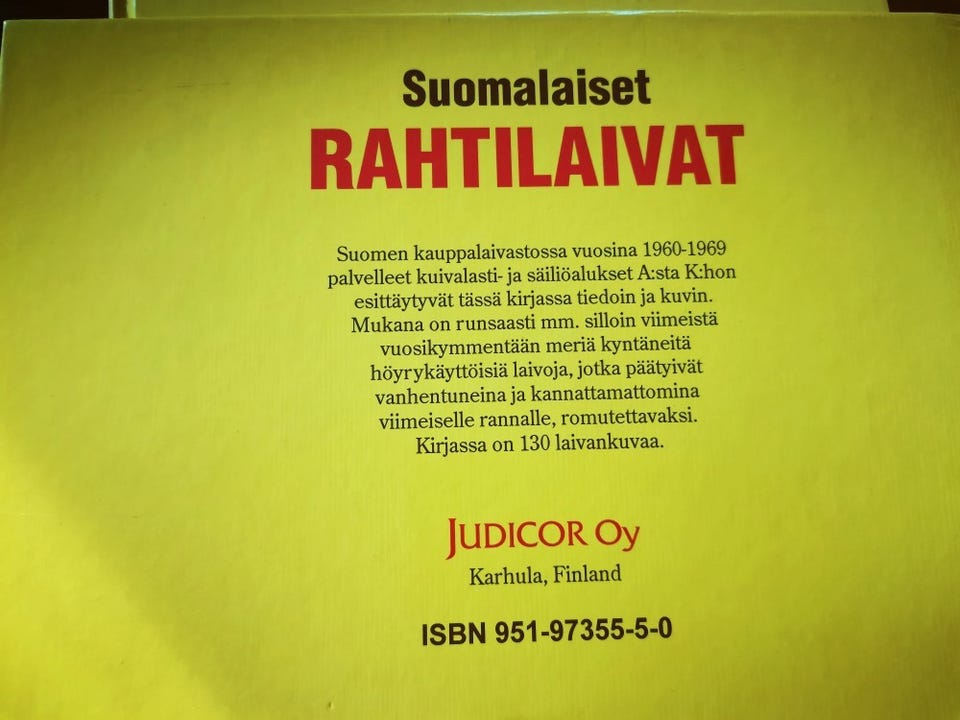 Suomalaiset
RAHTILAIVAT
Suomen kauppalaivastossa vuosina 1960-1969
palvelleet kuivalasti- ja säiliöalukset A:sta K:hon
esittäytyvät tässä kirjassa tiedoin ja kuvin.
Mukana on runsaasti mm. silloin viimeistä
vuosikymmentään meriä kyntäneitä
höyrykäyttöisiä laivoja, jotka päätyivät
vanhentuneina ja kannattamattomina
viimeiselle rannalle, romutettavaksi.
Kirjassa on 130 laivankuvaa.
JUDICOR OY
Karhula, Finland
ISBN 951-97355-5-0